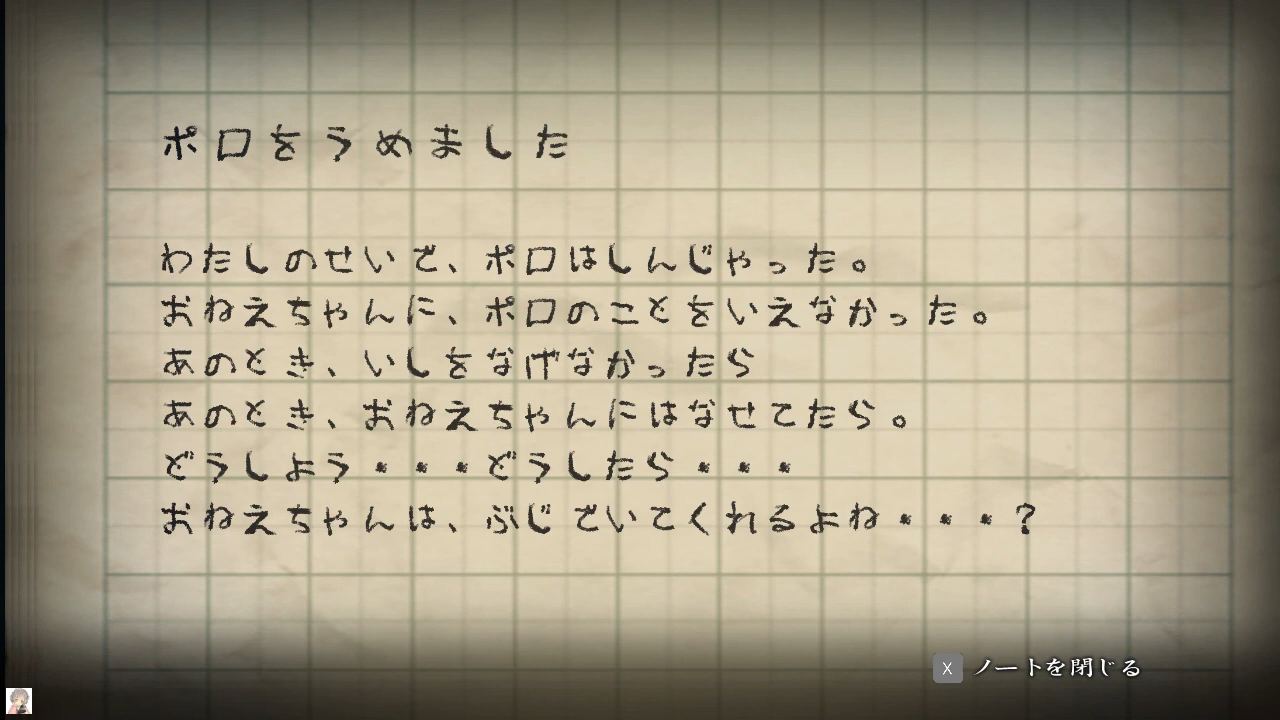 ポロをうめました
わたしのせいで、ポロはしんじゃった。
おねえちゃんに、ポロのことをいえなかった。
あのとき、いしをなげなかったら
あのとき、おねえちゃんにはなせてたら。
どうしよう・・・どうしたら・・・
おねえちゃんは、ぶじでいてくれるよね・・・?
X ノートを閉じる